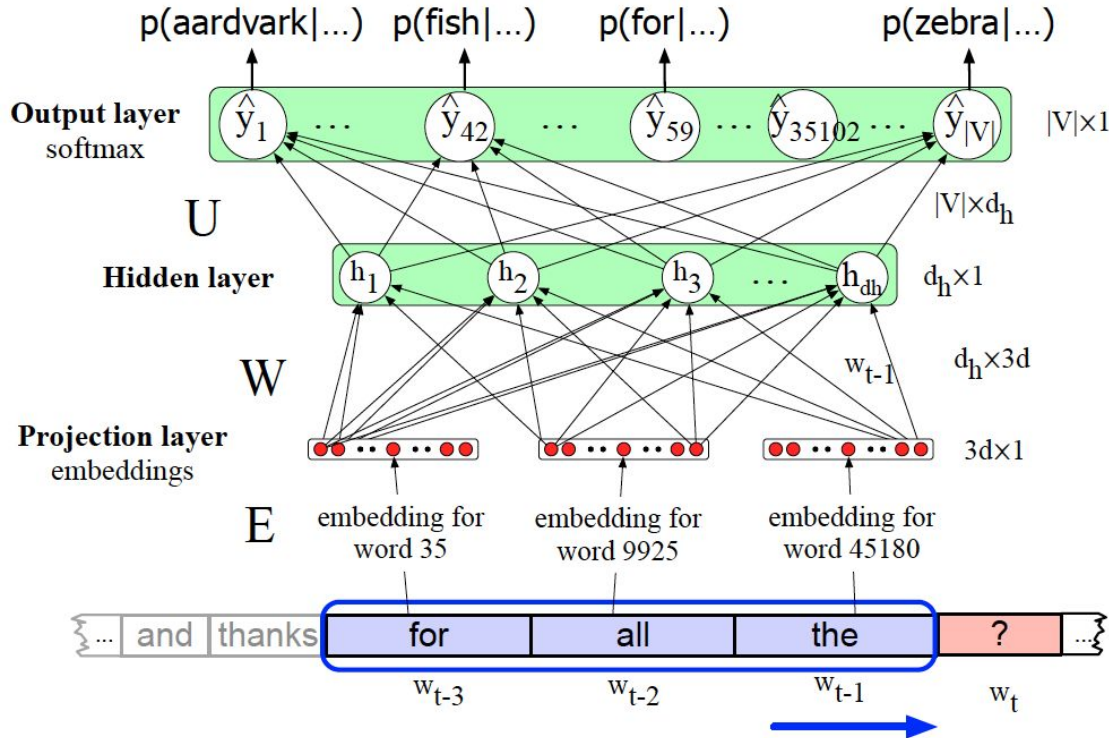 p(aardvark|...) p(fish|...) p(for|...) p(zebra|...)
Output layer
softmax
ŷ1 ... ŷ42 ... ŷ59 ... ŷ35102 ... ŷ|V|
|V|×1
U
|V|×dh
Hidden layer
h1 h2 h3 ... hdh
dh×1
W
wt-1
dh×3d
Projection layer
embeddings
3d×1
E
embedding for
word 35
embedding for
word 9925
embedding for
word 45180
... and thanks for all the ? ...
wt-3 wt-2 wt-1 wt